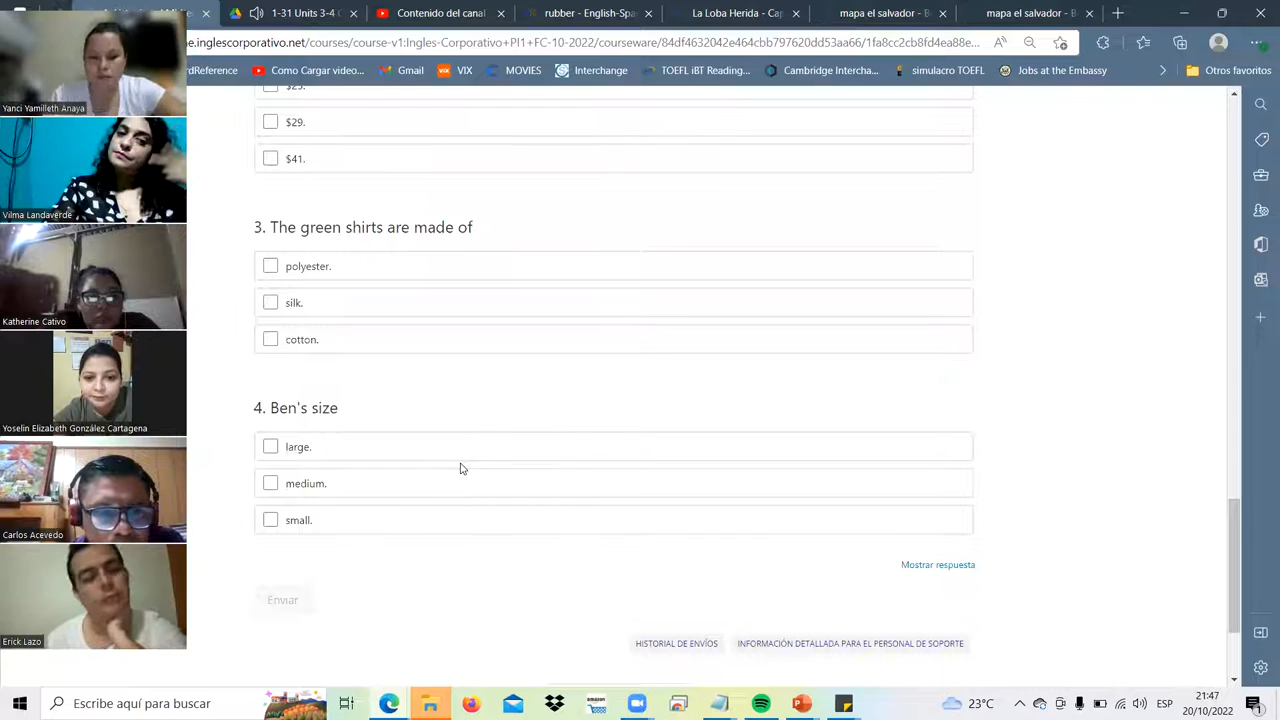 1-31 Units 3-4 (
Contenido del canal
ruben - English-Spa
La Loba Herida - Cap
mapa el salvador
mapa el salvador - B
e.inglescorporativo.net/courses/course-v1:Ingles-Corporativo+PI1+FC-10-2022/courseware/84df4632042e464cbb797620dd53aa66/1fa8cc2cb8fd4ea88e...
rdReference
Como Cargar video...
Gmail
VIX
MOVIES
Interchange
TOEFL iBT Reading...
Cambridge Intercha...
simulacro TOEFL
Jobs at the Embassy
Otros favoritos
Yanci Yamilleth Anaya
$29.
$41.
Vilma Landaverde
3. The green shirts are made of
polyester.
silk.
Katherine Cativo
cotton.
4. Ben's size
Yoselin Elizabeth González Cartagena
large.
medium.
small.
Carlos Acevedo
Mostrar respuesta
Enviar
Erick Lazo
HISTORIAL DE ENVÍOS
INFORMACIÓN DETALLADA PARA EL PERSONAL DE SOPORTE
Escribe aquí para buscar
23°C
ESP
21:47
20/10/2022